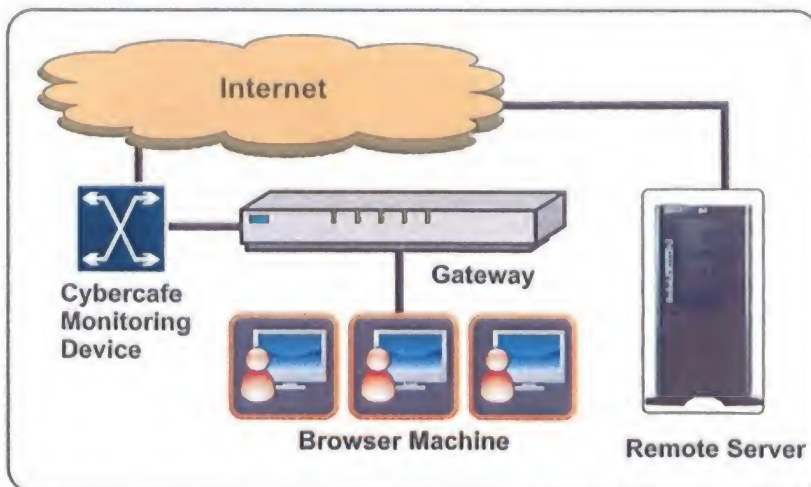 Internet
Cybercafe
Monitoring
Device
Gateway
Browser Machine
Remote Server